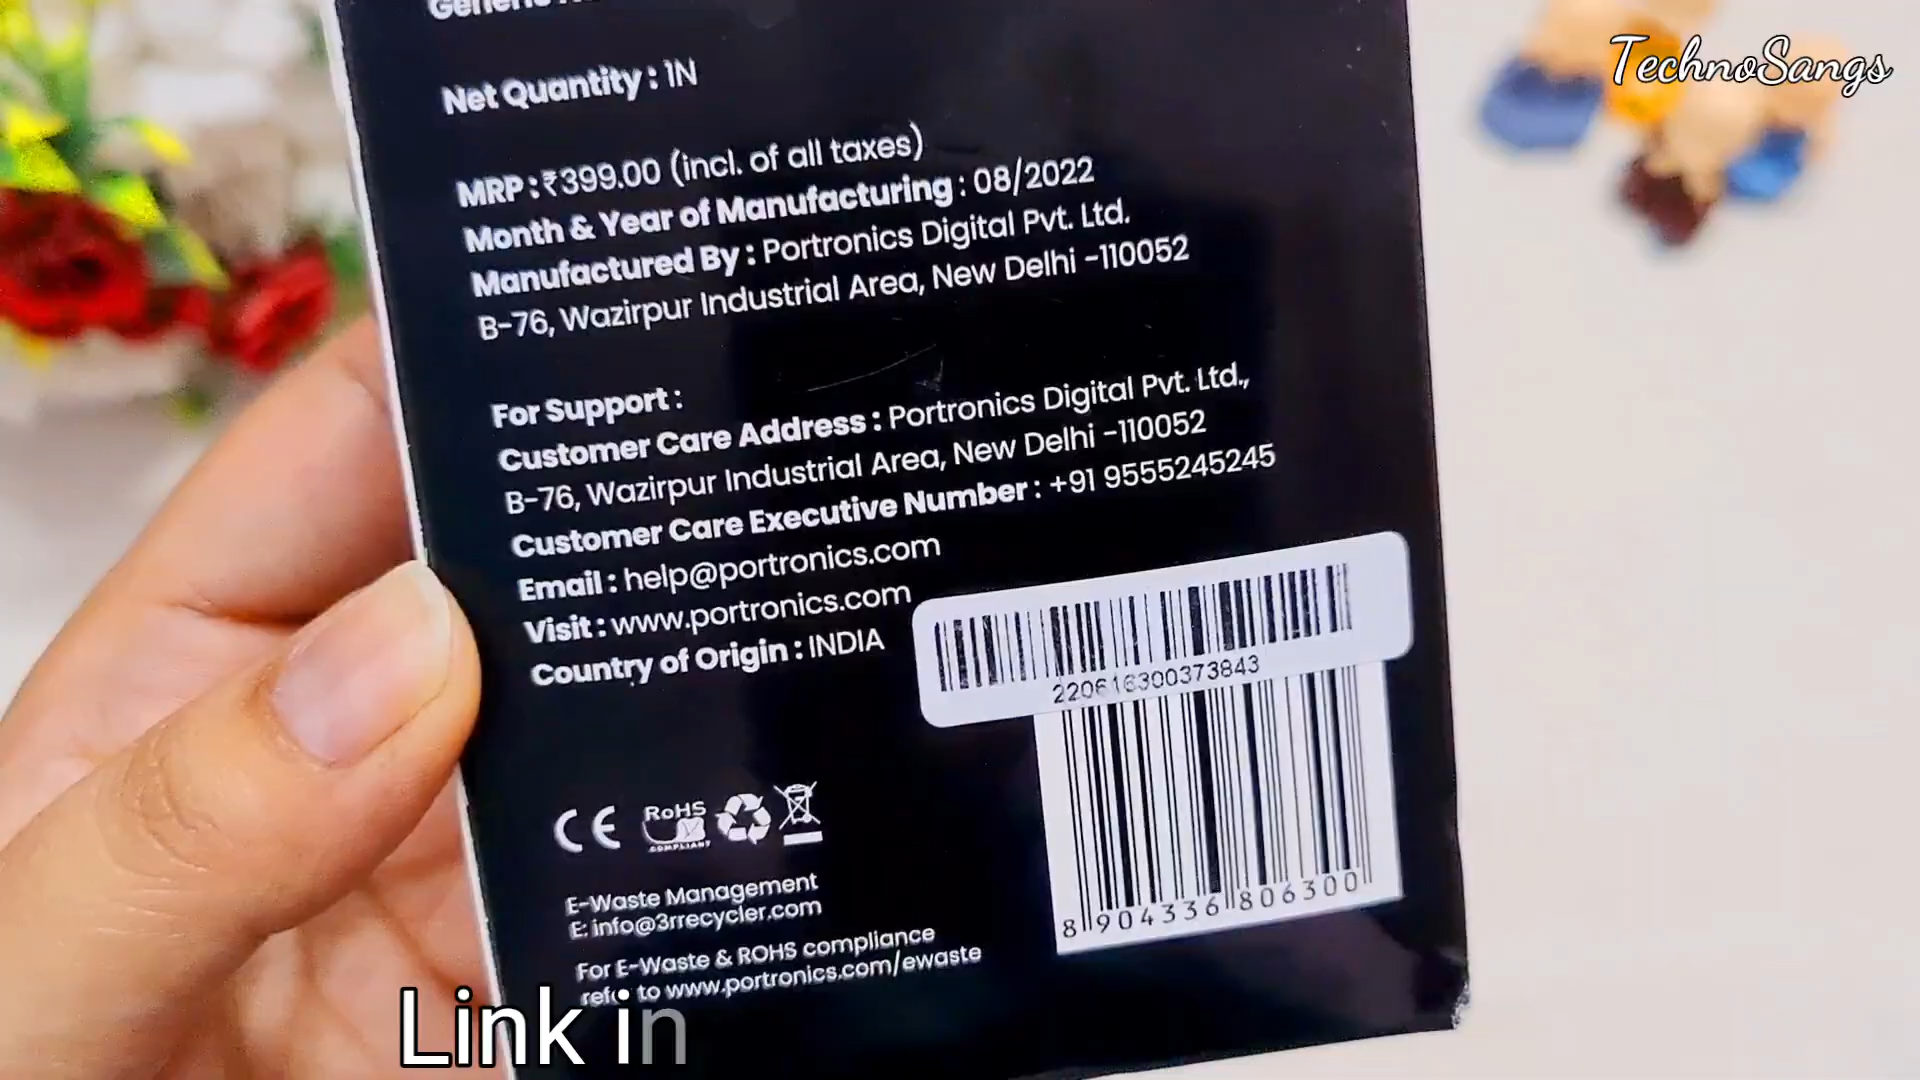 TechnoSangs
Net Quantity : 1N
MRP : ₹399.00 (incl. of all taxes)
Month & Year of Manufacturing : 08/2022
Manufactured By : Portronics Digital Pvt. Ltd.
B-76, Wazirpur Industrial Area, New Delhi -110052
For Support :
Customer Care Address : Portronics Digital Pvt. Ltd.,
B-76, Wazirpur Industrial Area, New Delhi -110052
Customer Care Executive Number : +91 9555245245
Email : help@portronics.com
Visit : www.portronics.com
Country of Origin : INDIA
220616300373843
8 904336 806300
CE
RoHS
COMPLIANT
E-Waste Management
E: info@3rrecycler.com
For E-Waste & ROHS compliance
to www.portronics.com/ewaste
Link in